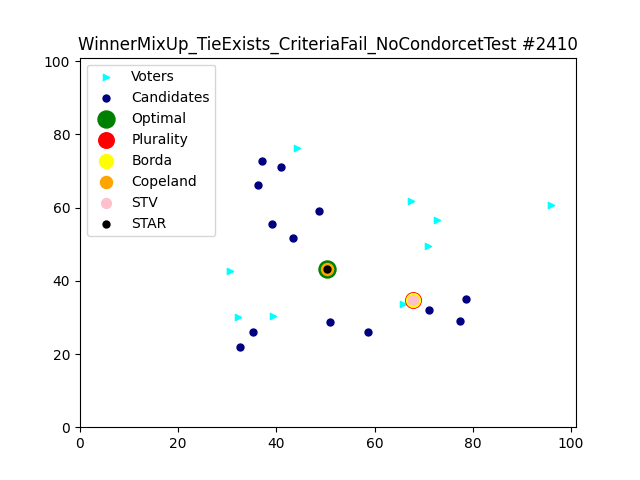 WinnerMixUp_TieExists_CriteriaFail_NoCondorcetTest #2410
100
80
60
40
20
0
0 20 40 60 80 100
Voters
Candidates
Optimal
Plurality
Borda
Copeland
STV
STAR